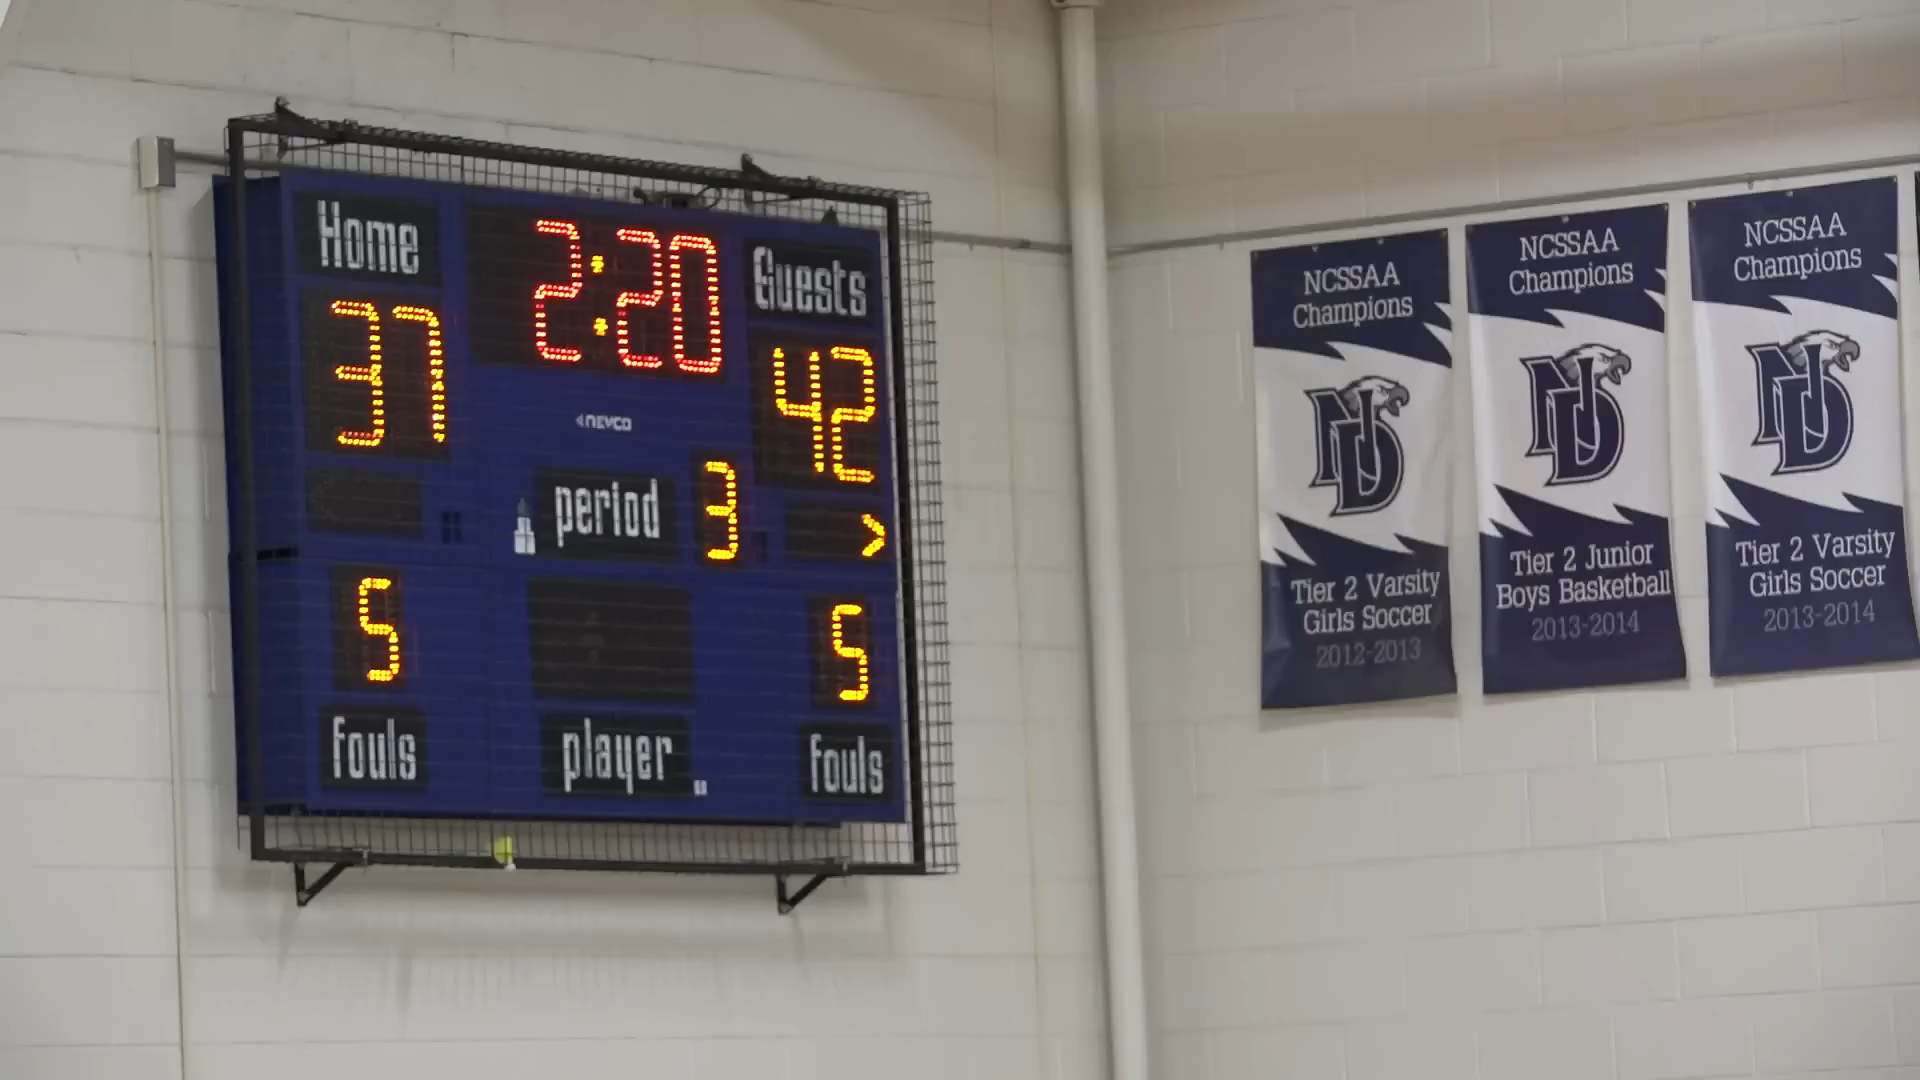 Home
2:20
Guests
37
42
NEVCO
period
3
>
5
5
fouls
player
fouls
NCSSAA
Champions
ND
Tier 2 Varsity
Girls Soccer
2012-2013
NCSSAA
Champions
ND
Tier 2 Junior
Boys Basketball
2013-2014
NCSSAA
Champions
ND
Tier 2 Varsity
Girls Soccer
2013-2014